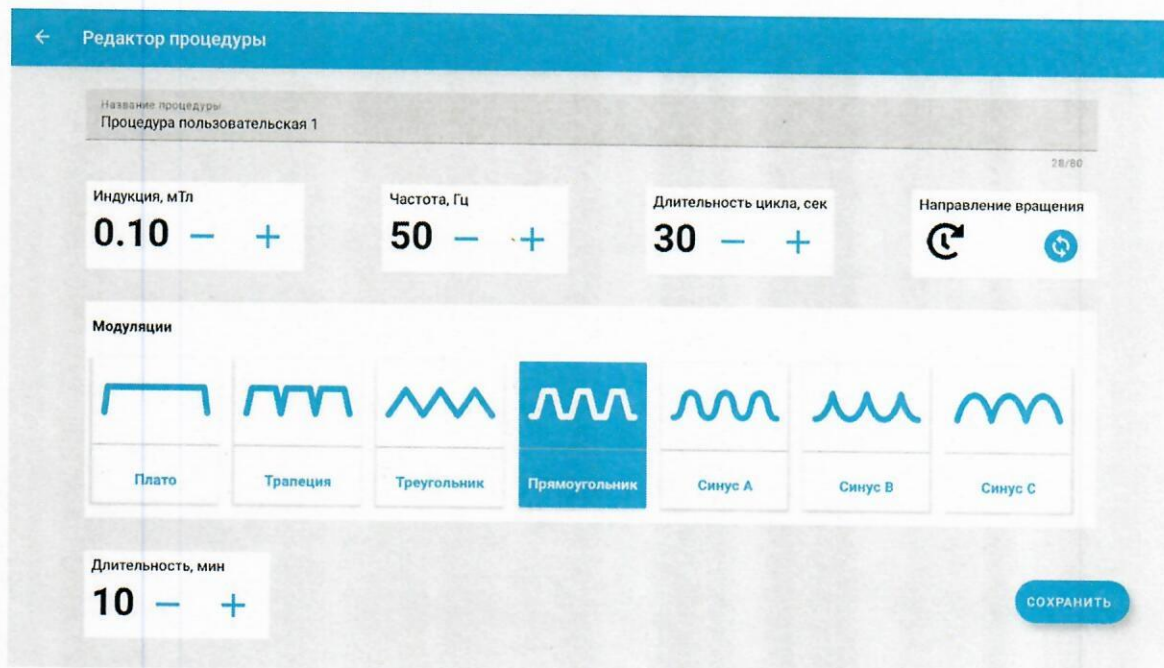 Редактор процедуры
Название процедуры
Процедура пользовательская 1
28/80
Индукция, мТл
0.10 − +
Частота, Гц
50 − +
Длительность цикла, сек
30 − +
Направление вращения
Модуляции
Плато
Трапеция
Треугольник
Прямоугольник
Синус А
Синус В
Синус С
Длительность, мин
10 − +
СОХРАНИТЬ